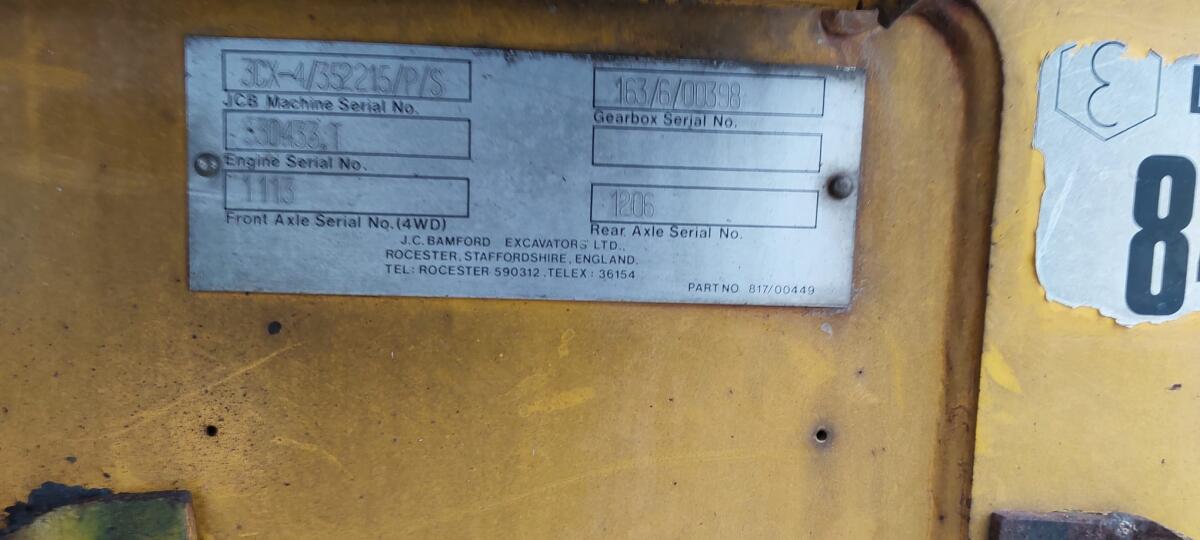 3CX-4/352215/P/S
JCB Machine Serial No.
330433.T
Engine Serial No.
1113
Front Axle Serial No.(4WD)
163/6/00398
Gearbox Serial No.
1206
Rear Axle Serial No.
J.C.BAMFORD EXCAVATORS LTD.,
ROCESTER, STAFFORDSHIRE, ENGLAND.
TEL: ROCESTER 590312. TELEX: 36154
PART NO 817/00449
8